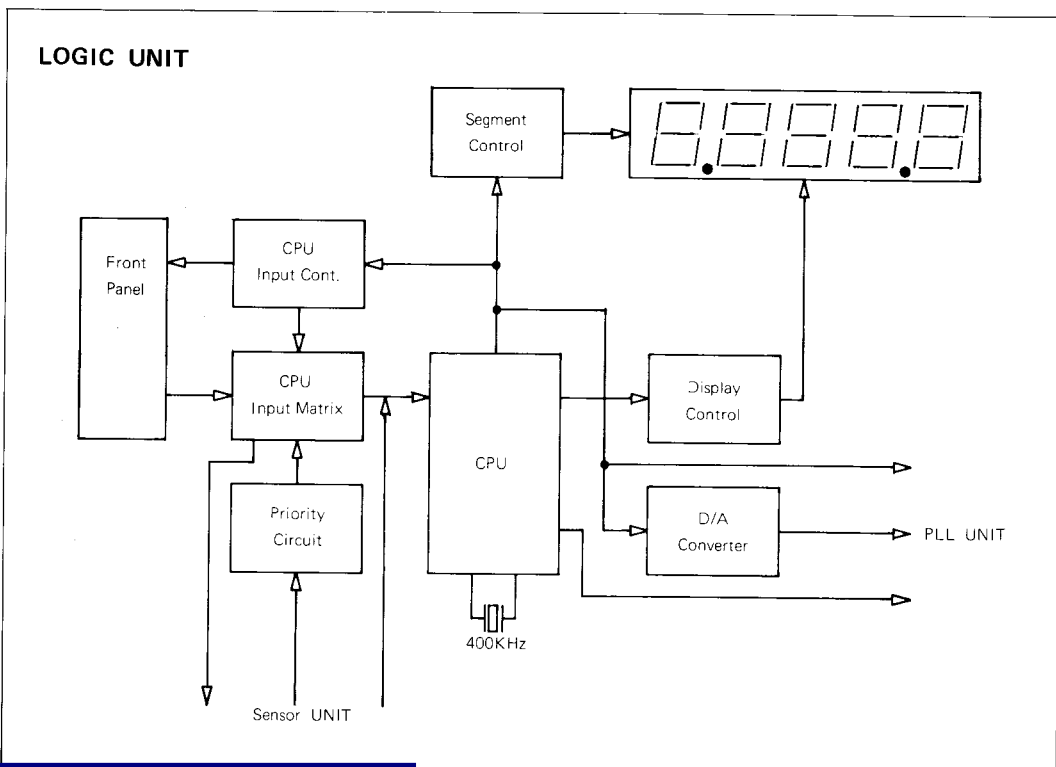 LOGIC UNIT
Segment
Control
Front
Panel
CPU
Input Cont.
CPU
Input Matrix
Display
Control
CPU
Priority
Circuit
D/A
Converter
PLL UNIT
400KHz
Sensor UNIT